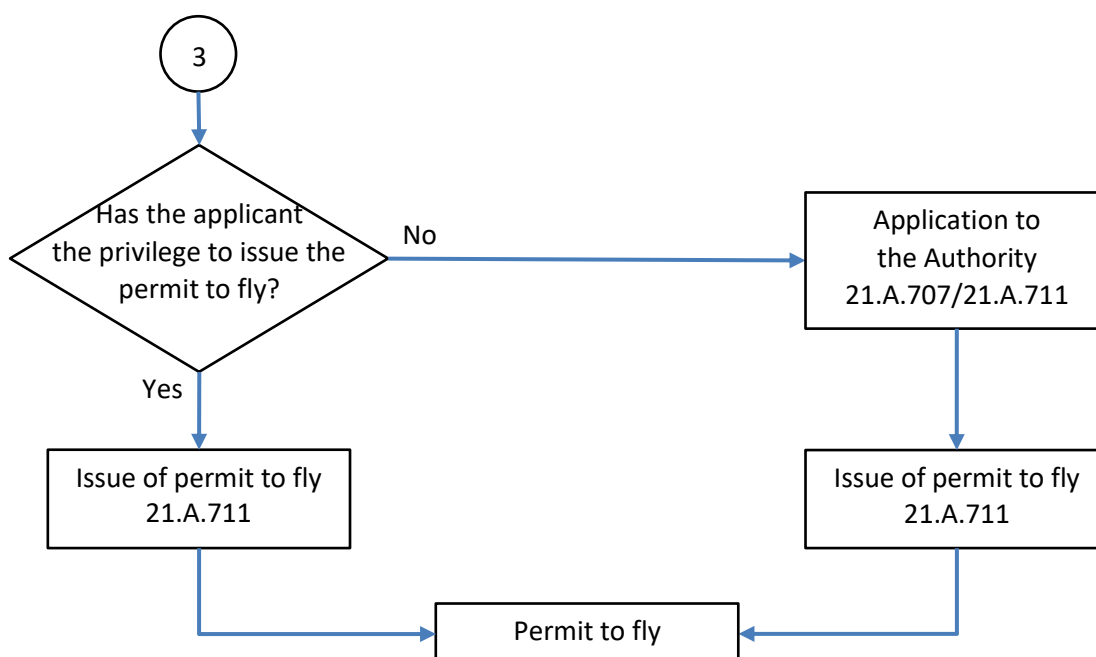 3
Has the applicant
the privilege to issue the
permit to fly?
No
Application to
the Authority
21.A.707/21.A.711
Yes
Issue of permit to fly
21.A.711
Issue of permit to fly
21.A.711
Permit to fly